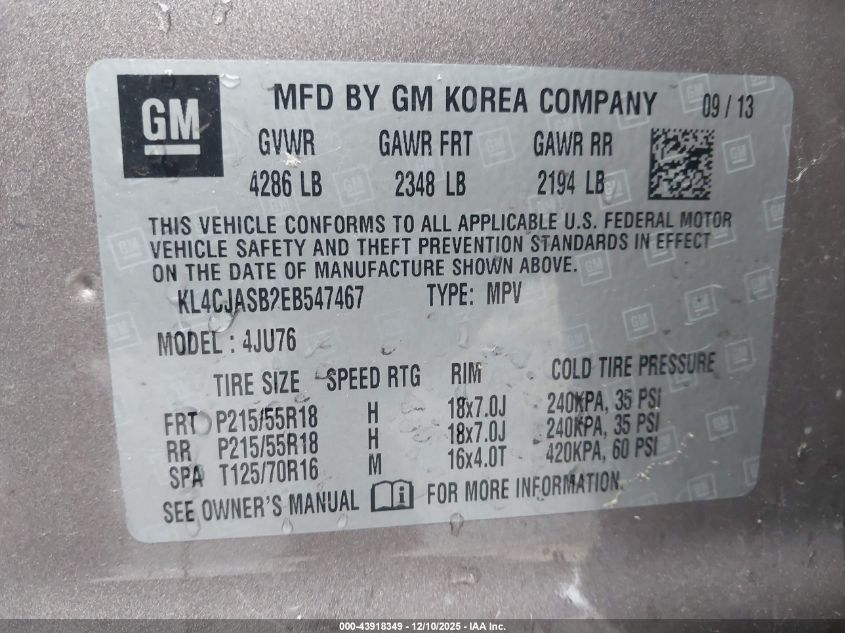 GM
MFD BY GM KOREA COMPANY 09 / 13
GVWR GAWR FRT GAWR RR
4286 LB 2348 LB 2194 LB
THIS VEHICLE CONFORMS TO ALL APPLICABLE U.S. FEDERAL MOTOR
VEHICLE SAFETY AND THEFT PREVENTION STANDARDS IN EFFECT
ON THE DATE OF MANUFACTURE SHOWN ABOVE.
KL4CJASB2EB547467 TYPE: MPV
MODEL : 4JU76
TIRE SIZE SPEED RTG RIM COLD TIRE PRESSURE
FRT P215/55R18 H 18x7.0J 240KPA, 35 PSI
RR P215/55R18 H 18x7.0J 240KPA, 35 PSI
SPA T125/70R16 M 16x4.0T 420KPA, 60 PSI
SEE OWNER'S MANUAL FOR MORE INFORMATION.
000-43918349 - 12/10/2025 - IAA Inc.